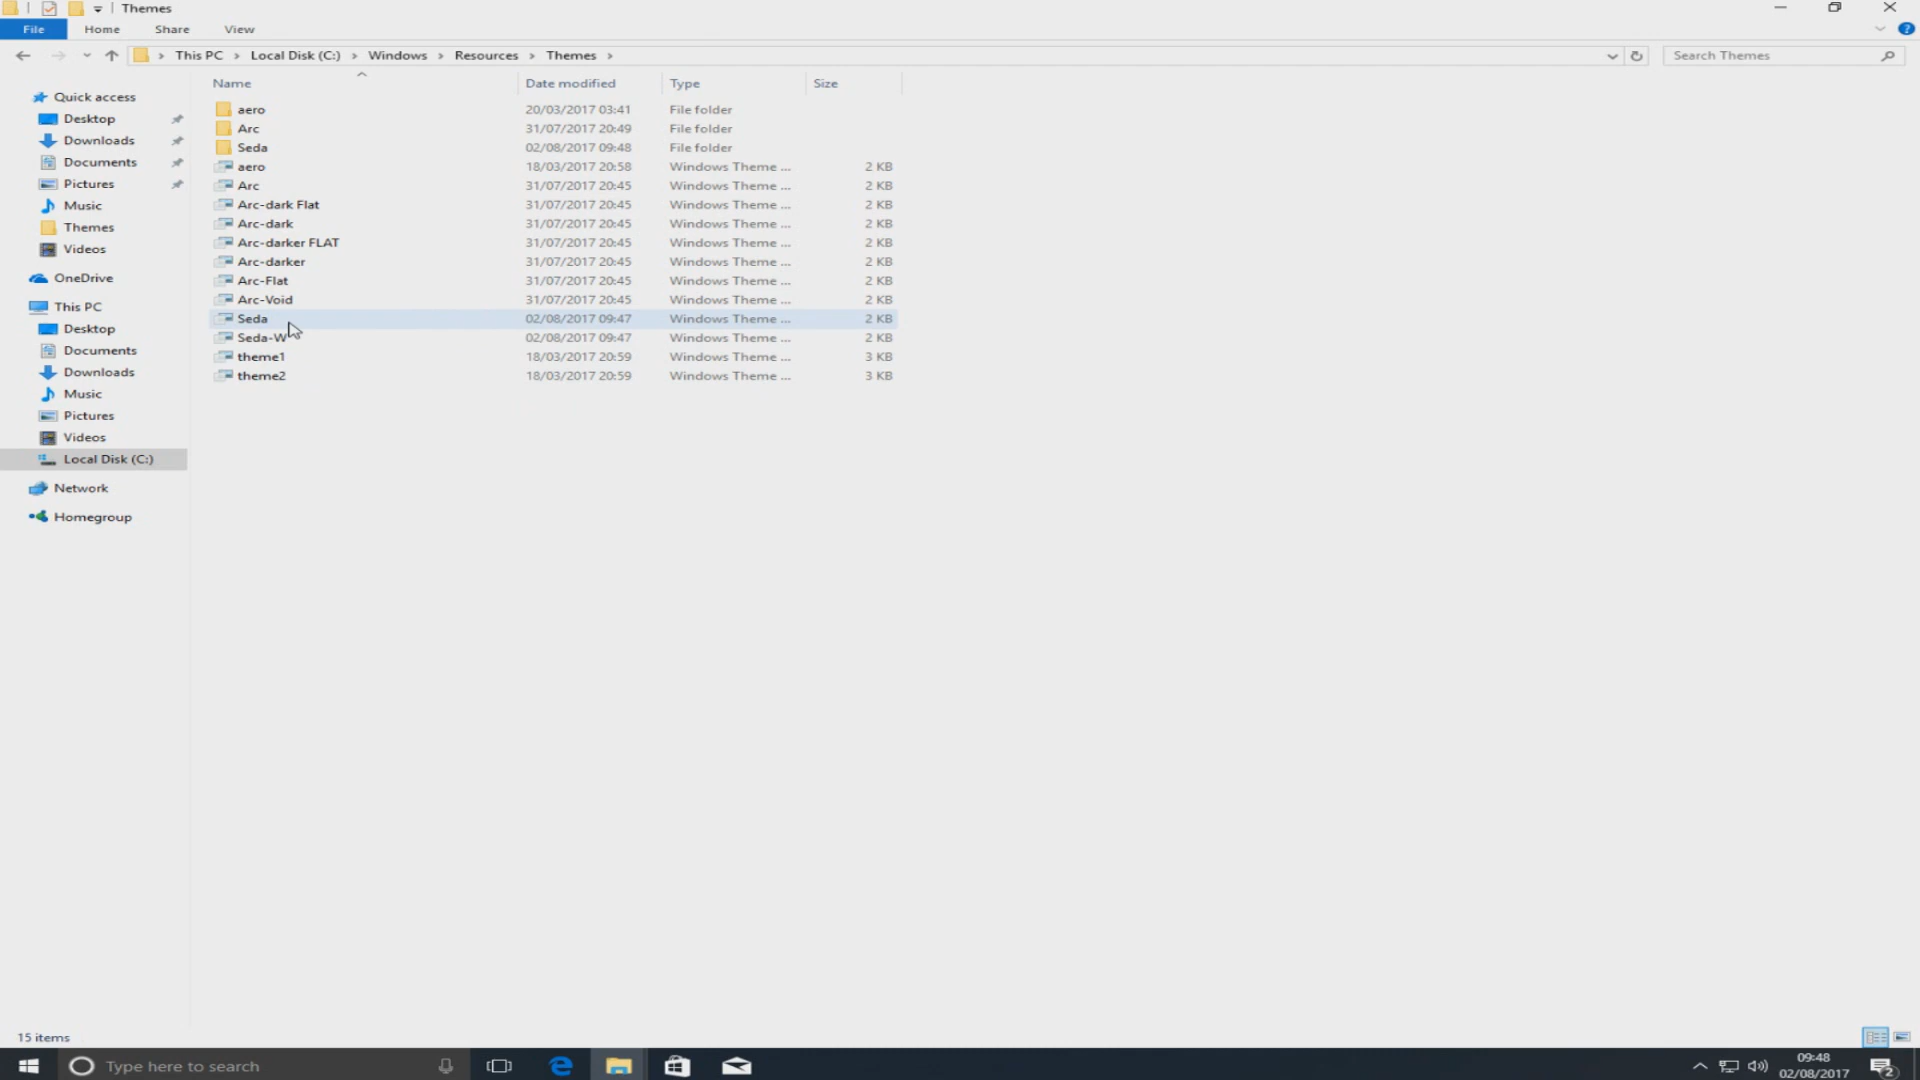 Themes
File Home Share View
This PC Local Disk (C:) Windows Resources Themes Search Themes
Name Date modified Type Size
Quick access
Desktop
Downloads
Documents
Pictures
Music
Themes
Videos
OneDrive
This PC
Desktop
Documents
Downloads
Music
Pictures
Videos
Local Disk (C:)
Network
Homegroup
aero 20/03/2017 03:41 File folder
Arc 31/07/2017 20:49 File folder
Seda 02/08/2017 09:48 File folder
aero 18/03/2017 20:58 Windows Theme ... 2 KB
Arc 31/07/2017 20:45 Windows Theme ... 2 KB
Arc-dark Flat 31/07/2017 20:45 Windows Theme ... 2 KB
Arc-dark 31/07/2017 20:45 Windows Theme ... 2 KB
Arc-darker FLAT 31/07/2017 20:45 Windows Theme ... 2 KB
Arc-darker 31/07/2017 20:45 Windows Theme ... 2 KB
Arc-Flat 31/07/2017 20:45 Windows Theme ... 2 KB
Arc-Void 31/07/2017 20:45 Windows Theme ... 2 KB
Seda 02/08/2017 09:47 Windows Theme ... 2 KB
Seda-W 02/08/2017 09:47 Windows Theme ... 2 KB
theme1 18/03/2017 20:59 Windows Theme ... 3 KB
theme2 18/03/2017 20:59 Windows Theme ... 3 KB
15 items
Type here to search
09:48
02/08/2017
2